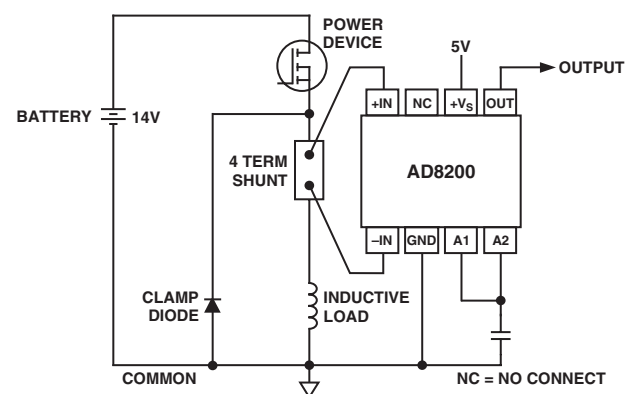 POWER
DEVICE
5V
OUTPUT
+IN
NC
+VS
OUT
BATTERY
14V
4 TERM
SHUNT
AD8200
–IN
GND
A1
A2
CLAMP
DIODE
INDUCTIVE
LOAD
COMMON
NC = NO CONNECT